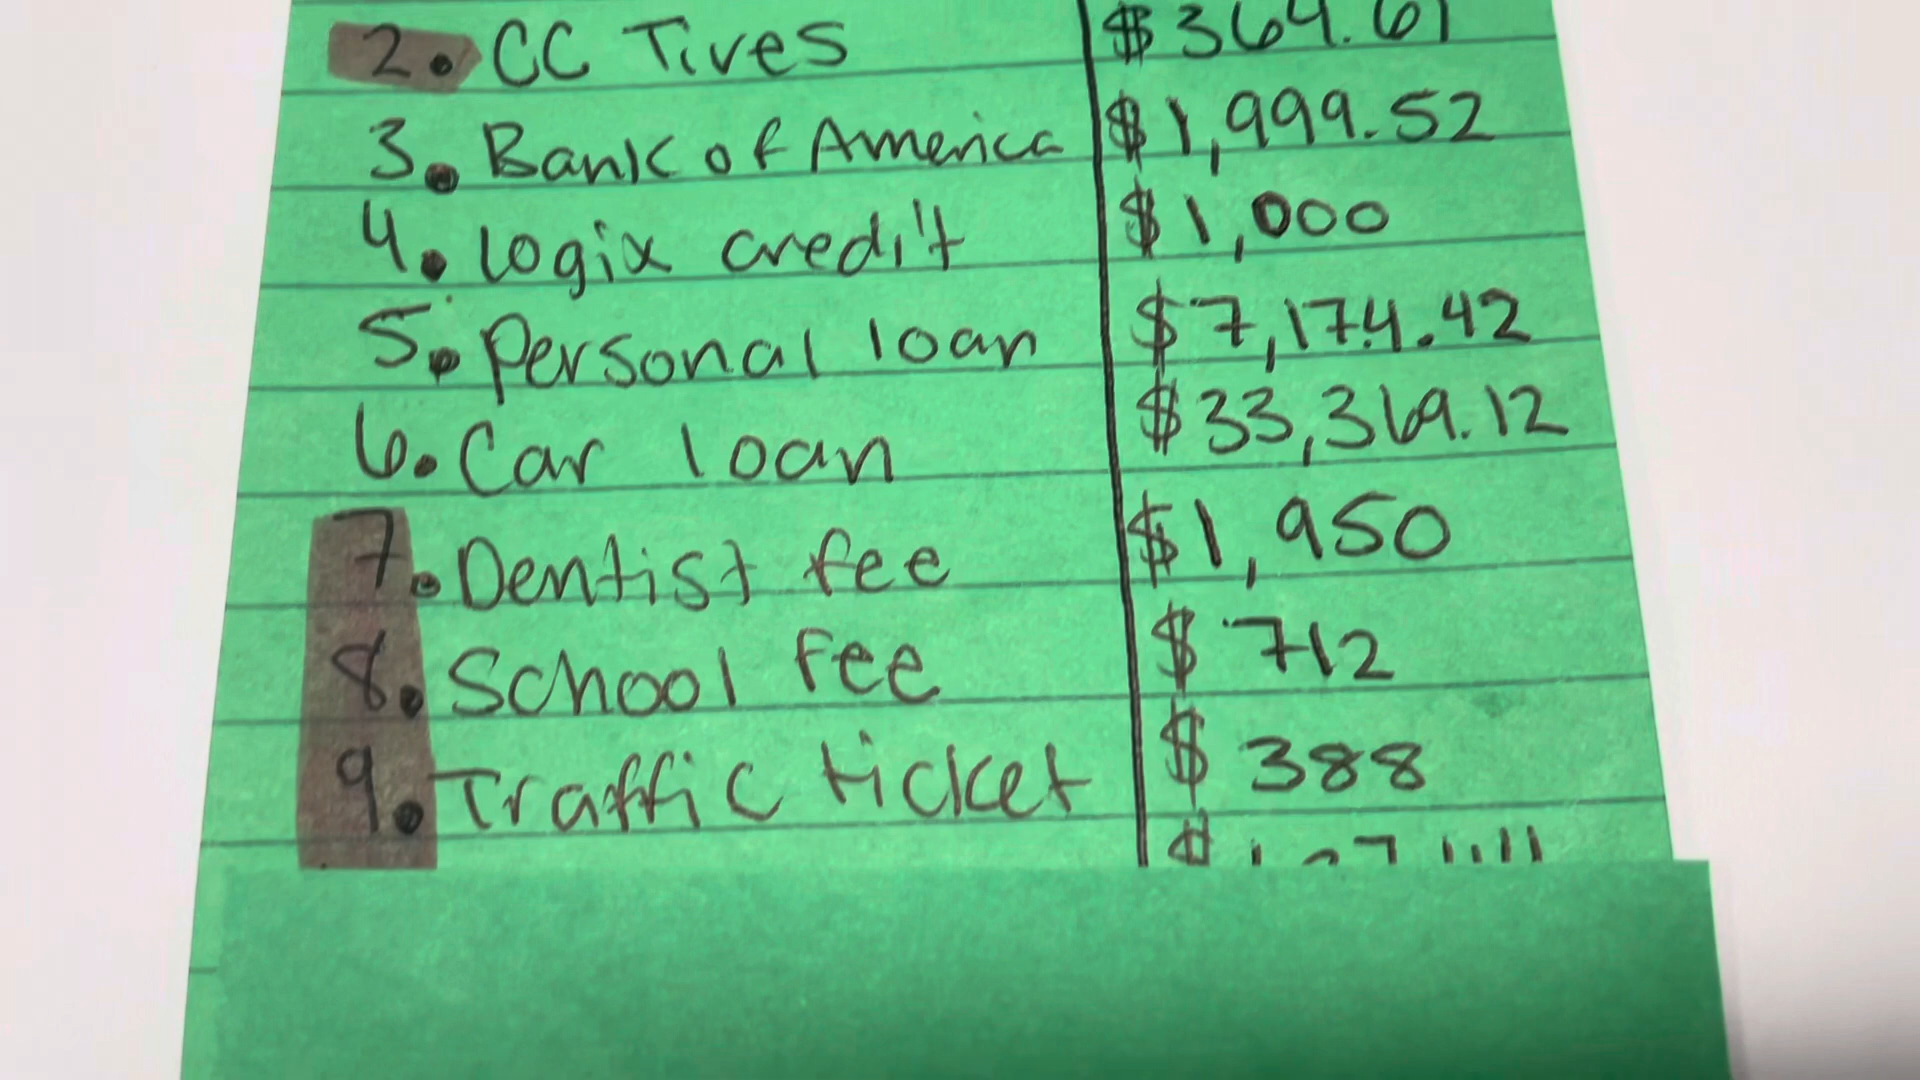 2. CC Tires $364.61
3. Bank of America $1,999.52
4. logix credit $1,000
5. Personal loan $7,174.42
6. Car loan $33,369.12
7. Dentist fee $1,950
8. School fee $712
9. Traffic ticket $388
$